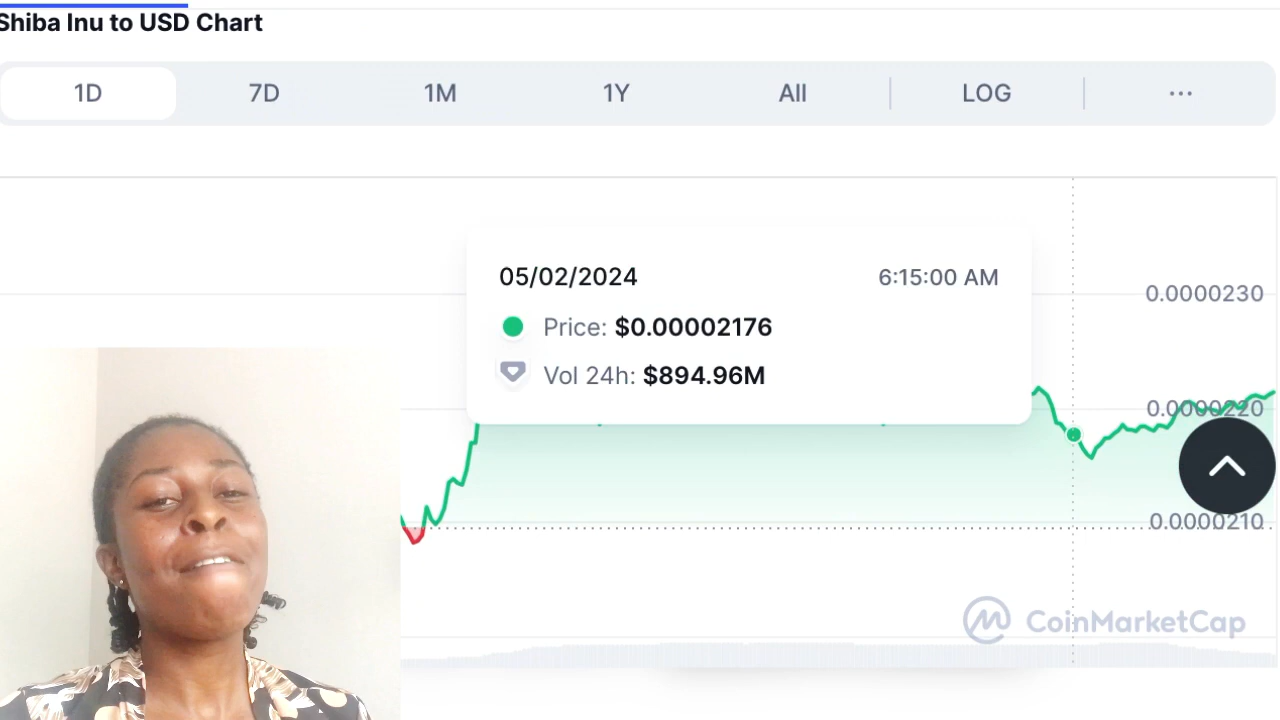 Shiba Inu to USD Chart
1D 7D 1M 1Y All LOG ...
05/02/2024 6:15:00 AM
Price: $0.00002176
Vol 24h: $894.96M
0.0000230
0.0000220
0.0000210
CoinMarketCap